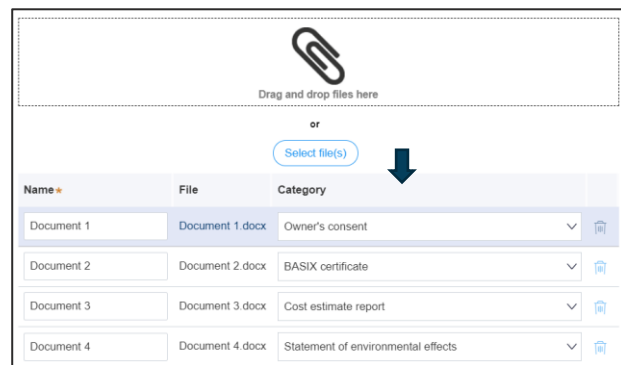 Drag and drop files here
or
Select file(s)
Name★ File Category
Document 1 Document 1.docx Owner's consent
Document 2 Document 2.docx BASIX certificate
Document 3 Document 3.docx Cost estimate report
Document 4 Document 4.docx Statement of environmental effects